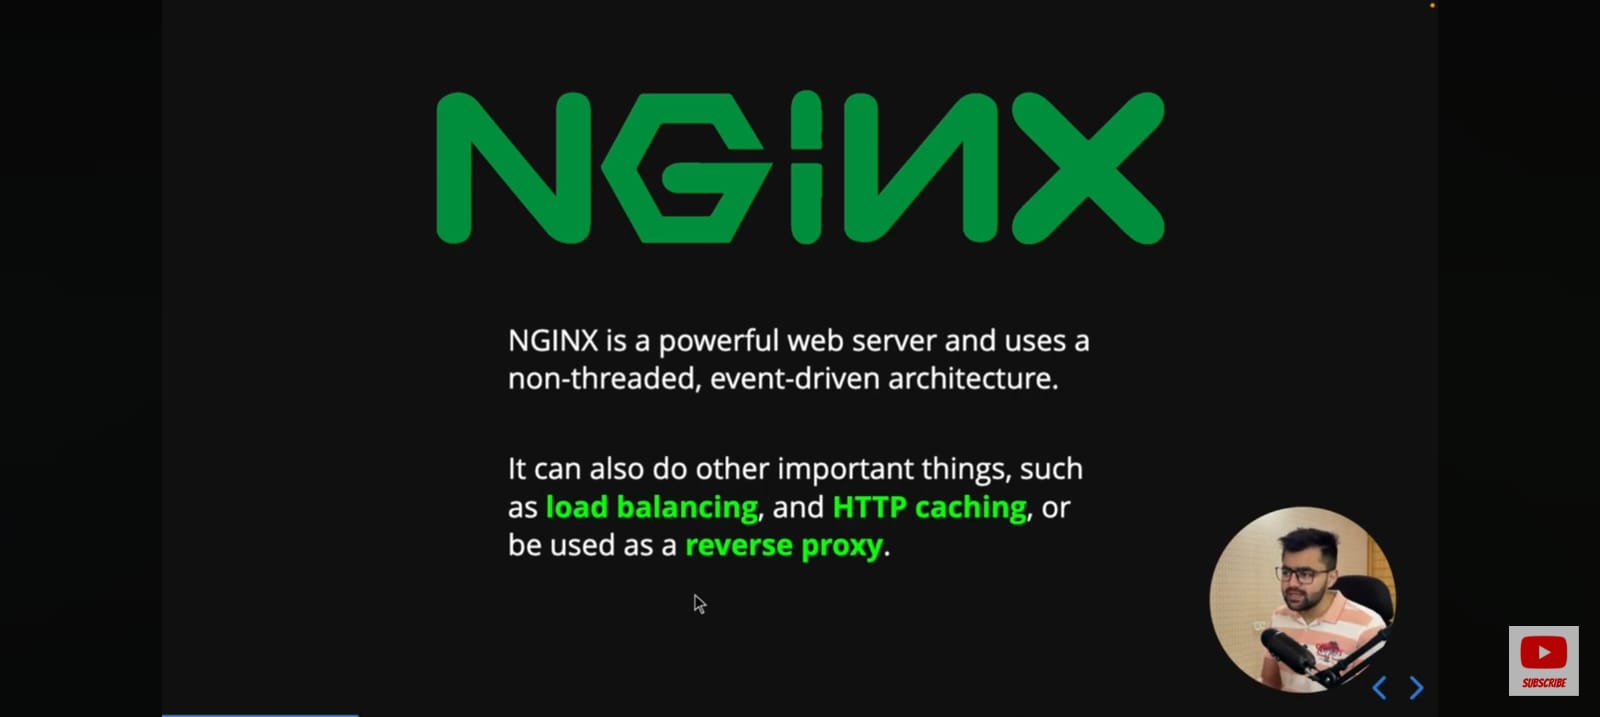 NGINX
NGINX is a powerful web server and uses a
non-threaded, event-driven architecture.
It can also do other important things, such
as load balancing, and HTTP caching, or
be used as a reverse proxy.
SUBSCRIBE